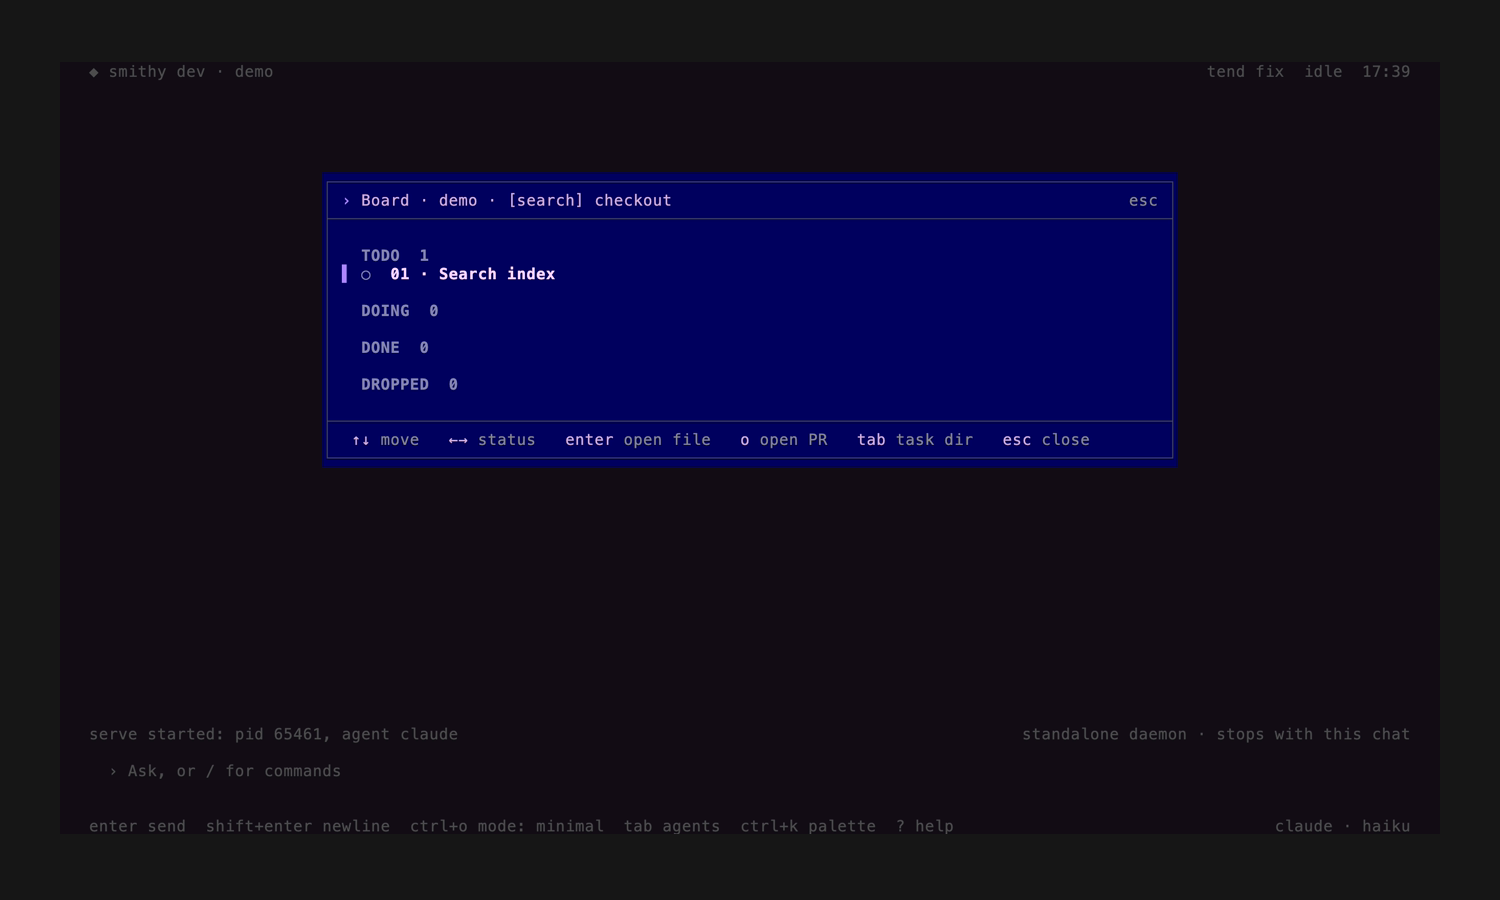 ◆ smithy dev · demo tend fix idle 17:39
› Board · demo · [search] checkout esc
TODO 1
○ 01 · Search index
DOING 0
DONE 0
DROPPED 0
↑↓ move ←→ status enter open file o open PR tab task dir esc close
serve started: pid 65461, agent claude standalone daemon · stops with this chat
› Ask, or / for commands
enter send shift+enter newline ctrl+o mode: minimal tab agents ctrl+k palette ? help claude · haiku